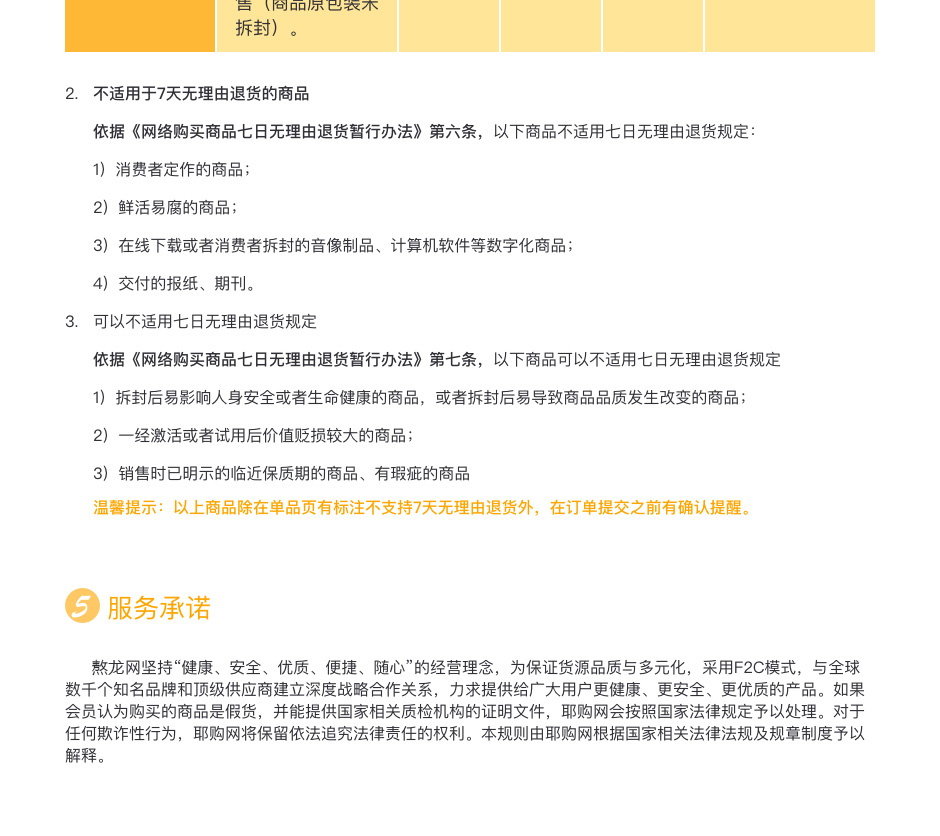 售（商品原包装未
拆封）。
2. 不适用于7天无理由退货的商品
依据《网络购买商品七日无理由退货暂行办法》第六条，以下商品不适用七日无理由退货规定：
1）消费者定作的商品；
2）鲜活易腐的商品；
3）在线下载或者消费者拆封的音像制品、计算机软件等数字化商品；
4）交付的报纸、期刊。
3. 可以不适用七日无理由退货规定
依据《网络购买商品七日无理由退货暂行办法》第七条，以下商品可以不适用七日无理由退货规定
1）拆封后易影响人身安全或者生命健康的商品，或者拆封后易导致商品品质发生改变的商品；
2）一经激活或者试用后价值贬损较大的商品；
3）销售时已明示的临近保质期的商品、有瑕疵的商品
温馨提示：以上商品除在单品页有标注不支持7天无理由退货外，在订单提交之前有确认提醒。
5 服务承诺
熬龙网坚持“健康、安全、优质、便捷、随心”的经营理念，为保证货源品质与多元化，采用F2C模式，与全球
数千个知名品牌和顶级供应商建立深度战略合作关系，力求提供给广大用户更健康、更安全、更优质的产品。如果
会员认为购买的商品是假货，并能提供国家相关质检机构的证明文件，耶购网会按照国家法律规定予以处理。对于
任何欺诈性行为，耶购网将保留依法追究法律责任的权利。本规则由耶购网根据国家相关法律法规及规章制度予以
解释。